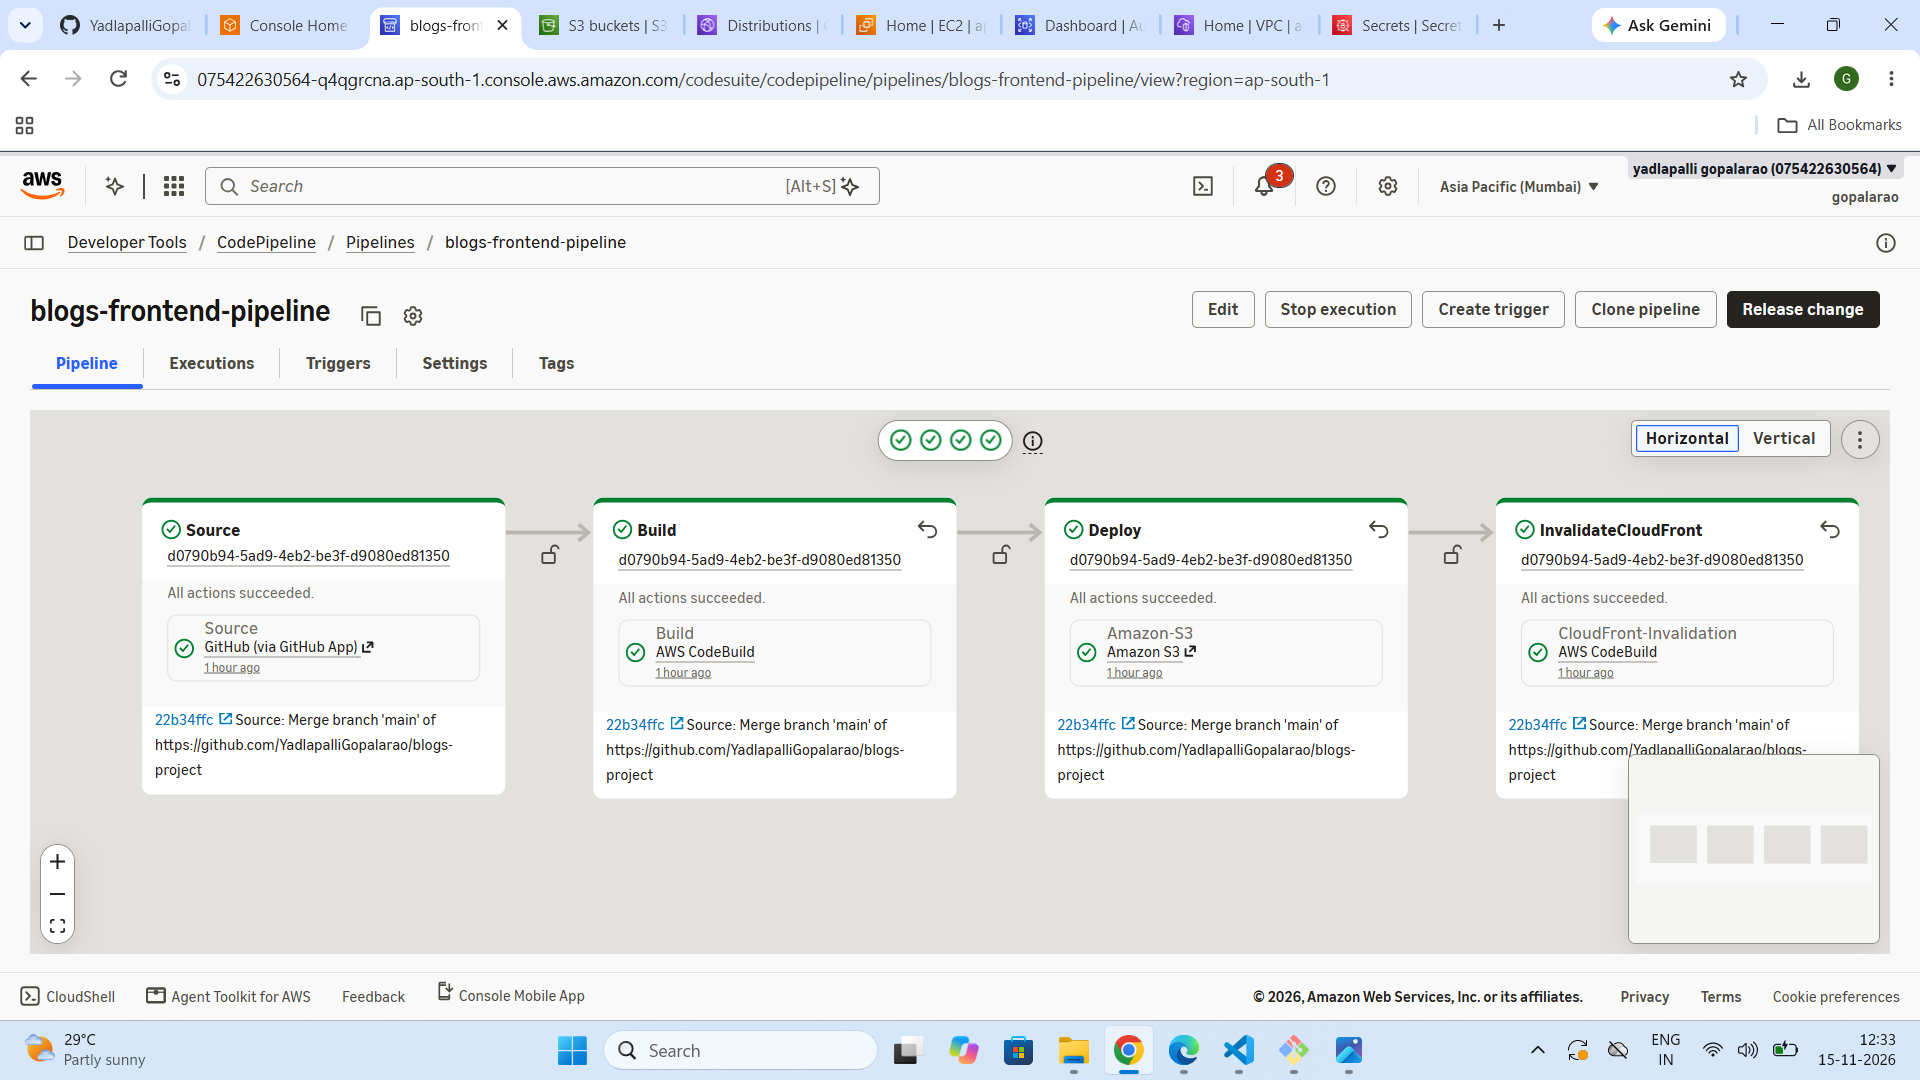 YadlapalliGopal
Console Home
blogs-front
S3 buckets | S3
Distributions |
Home | EC2 | ap
Dashboard | Au
Home | VPC | a
Secrets | Secret
Ask Gemini
075422630564-q4qgrcna.ap-south-1.console.aws.amazon.com/codesuite/codepipeline/pipelines/blogs-frontend-pipeline/view?region=ap-south-1
G
All Bookmarks
aws
Search
[Alt+S]
3
Asia Pacific (Mumbai)
yadlapalli gopalarao (075422630564)
gopalarao
Developer Tools / CodePipeline / Pipelines / blogs-frontend-pipeline
blogs-frontend-pipeline
Edit
Stop execution
Create trigger
Clone pipeline
Release change
Pipeline
Executions
Triggers
Settings
Tags
Horizontal
Vertical
Source
d0790b94-5ad9-4eb2-be3f-d9080ed81350
All actions succeeded.
Source
GitHub (via GitHub App)
1 hour ago
22b34ffc Source: Merge branch 'main' of
https://github.com/YadlapalliGopalarao/blogs-
project
Build
d0790b94-5ad9-4eb2-be3f-d9080ed81350
All actions succeeded.
Build
AWS CodeBuild
1 hour ago
22b34ffc Source: Merge branch 'main' of
https://github.com/YadlapalliGopalarao/blogs-
project
Deploy
d0790b94-5ad9-4eb2-be3f-d9080ed81350
All actions succeeded.
Amazon-S3
Amazon S3
1 hour ago
22b34ffc Source: Merge branch 'main' of
https://github.com/YadlapalliGopalarao/blogs-
project
InvalidateCloudFront
d0790b94-5ad9-4eb2-be3f-d9080ed81350
All actions succeeded.
CloudFront-Invalidation
AWS CodeBuild
1 hour ago
22b34ffc Source: Merge branch 'main' of
https://github.com/YadlapalliGopalarao/blogs-
project
CloudShell
Agent Toolkit for AWS
Feedback
Console Mobile App
© 2026, Amazon Web Services, Inc. or its affiliates.
Privacy
Terms
Cookie preferences
29°C
Partly sunny
Search
ENG
IN
12:33
15-11-2026